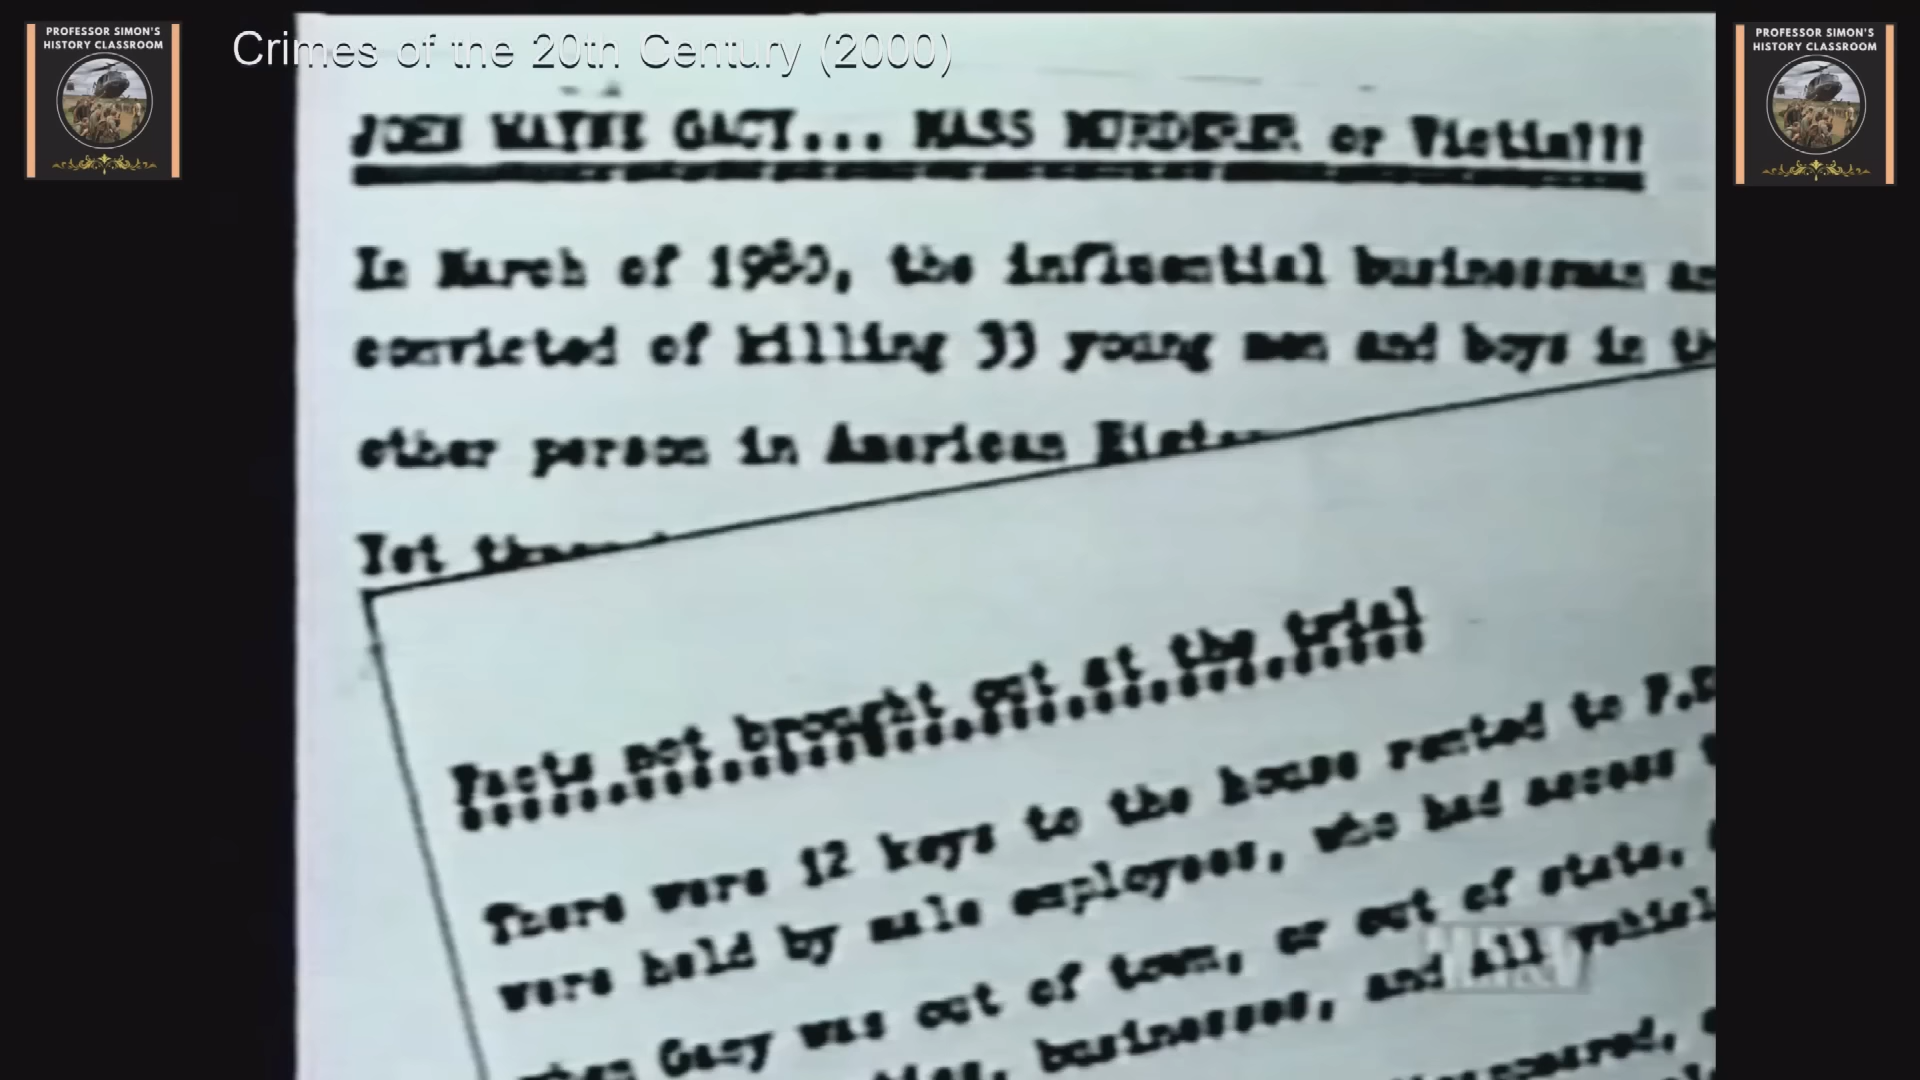 PROFESSOR SIMON'S
HISTORY CLASSROOM
Crimes of the 20th Century (2000)
PROFESSOR SIMON'S
HISTORY CLASSROOM
JOHN WAYNE GACY... MASS MURDERER or Victim!!!
In March of 1980, the influential businessman
convicted of killing 33 young men and boys in
other person in American
Yet
Facts not brought out at the trial
There were 12 keys to the house rented to P.D
were held by male employees, who had access
when Gacy was out of town, or out of state,
businesses, and all